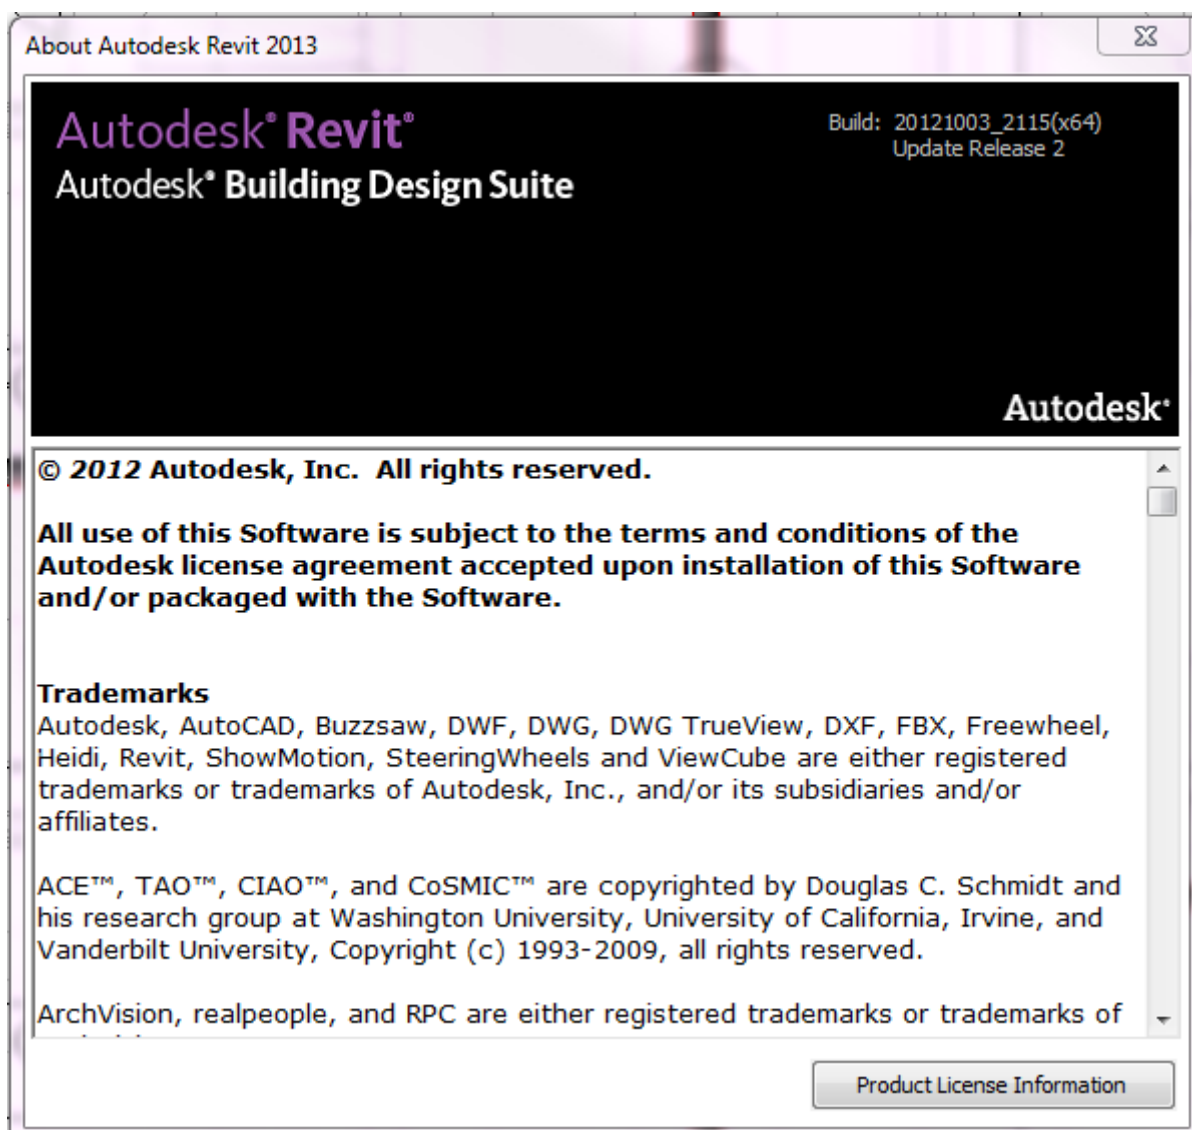 About Autodesk Revit 2013
Autodesk® Revit®
Autodesk® Building Design Suite
Build: 20121003_2115(x64)
Update Release 2
Autodesk®
© 2012 Autodesk, Inc.  All rights reserved.
All use of this Software is subject to the terms and conditions of the
Autodesk license agreement accepted upon installation of this Software
and/or packaged with the Software.
Trademarks
Autodesk, AutoCAD, Buzzsaw, DWF, DWG, DWG TrueView, DXF, FBX, Freewheel,
Heidi, Revit, ShowMotion, SteeringWheels and ViewCube are either registered
trademarks or trademarks of Autodesk, Inc., and/or its subsidiaries and/or
affiliates.
ACE™, TAO™, CIAO™, and CoSMIC™ are copyrighted by Douglas C. Schmidt and
his research group at Washington University, University of California, Irvine, and
Vanderbilt University, Copyright (c) 1993-2009, all rights reserved.
ArchVision, realpeople, and RPC are either registered trademarks or trademarks of
Product License Information